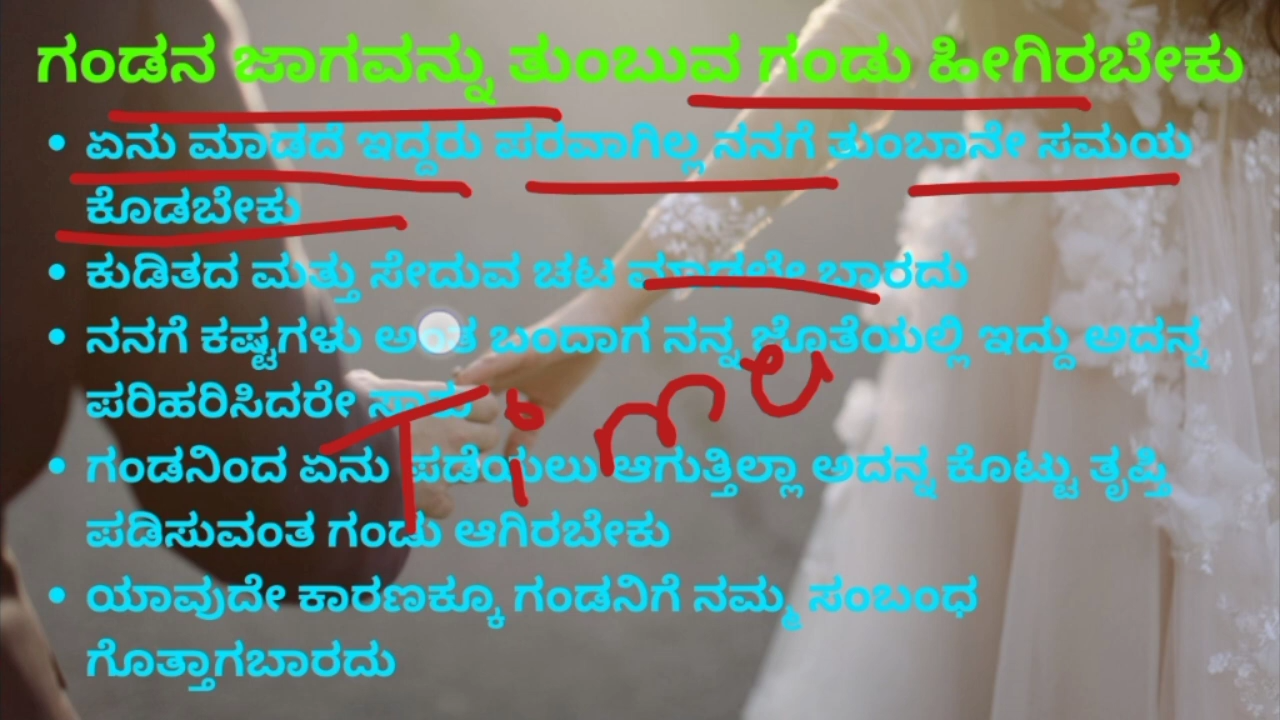 ಗಂಡನ ಜಾಗವನ್ನು ತುಂಬುವ ಗಂಡು ಹೀಗಿರಬೇಕು
• ಏನು ಮಾಡದೆ ಇದ್ದರು ಪರವಾಗಿಲ್ಲ ನನಗೆ ತುಂಬಾನೇ ಸಮಯ
ಕೊಡಬೇಕು
• ಕುಡಿತದ ಮತ್ತು ಸೇದುವ ಚಟ ಮಾಡಲೇ ಬಾರದು
• ನನಗೆ ಕಷ್ಟಗಳು ಅಂತ ಬಂದಾಗ ನನ್ನ ಜೊತೆಯಲ್ಲಿ ಇದ್ದು ಅದನ್ನ
ಪರಿಹರಿಸಿದರೇ ಸಾಕು
• ಗಂಡನಿಂದ ಏನು ಪಡೆಯಲು ಆಗುತ್ತಿಲ್ಲಾ ಅದನ್ನ ಕೊಟ್ಟು ತೃಪ್ತಿ
ಪಡಿಸುವಂತ ಗಂಡು ಆಗಿರಬೇಕು
• ಯಾವುದೇ ಕಾರಣಕ್ಕೂ ಗಂಡನಿಗೆ ನಮ್ಮ ಸಂಬಂಧ
ಗೊತ್ತಾಗಬಾರದು